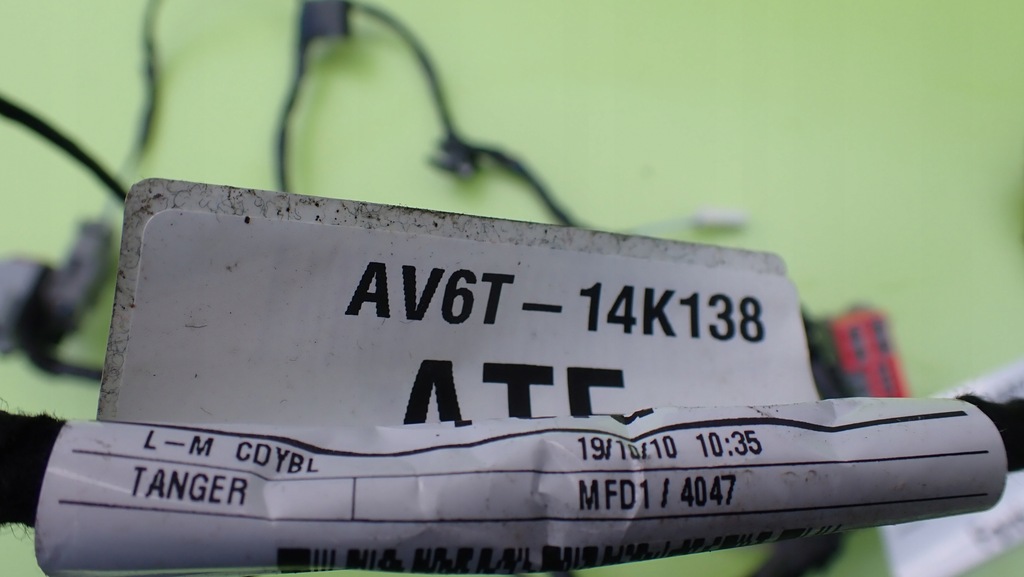 AV6T-14K138
L-M CDYBL
19/10/10 10:35
TANGER
MFD1 / 4047